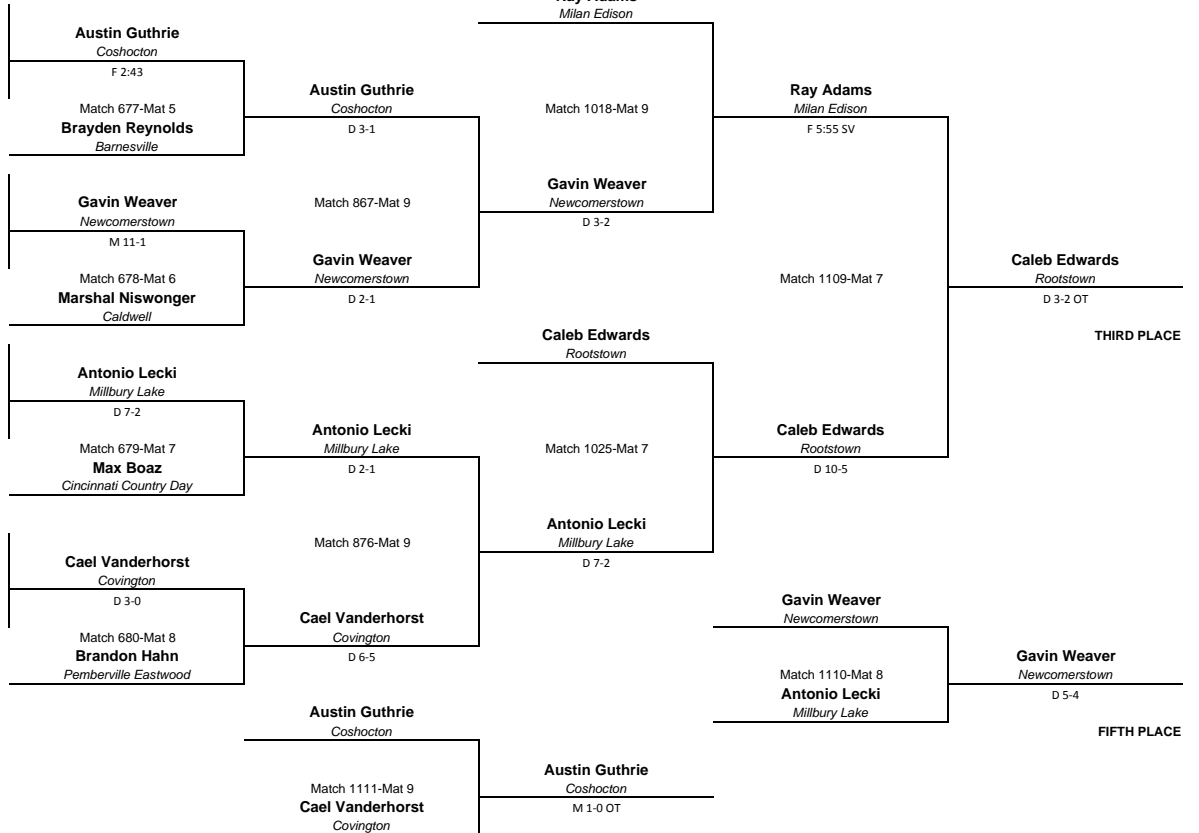 Ray Adams
Milan Edison
Austin Guthrie
Coshocton
F 2:43
Match 677-Mat 5
Brayden Reynolds
Barnesville
Austin Guthrie
Coshocton
D 3-1
Match 1018-Mat 9
Ray Adams
Milan Edison
F 5:55 SV
Gavin Weaver
Newcomerstown
M 11-1
Match 678-Mat 6
Marshal Niswonger
Caldwell
Match 867-Mat 9
Gavin Weaver
Newcomerstown
D 2-1
Gavin Weaver
Newcomerstown
D 3-2
Match 1109-Mat 7
Caleb Edwards
Rootstown
D 3-2 OT
THIRD PLACE
Antonio Lecki
Millbury Lake
D 7-2
Match 679-Mat 7
Max Boaz
Cincinnati Country Day
Antonio Lecki
Millbury Lake
D 2-1
Caleb Edwards
Rootstown
Match 1025-Mat 7
Caleb Edwards
Rootstown
D 10-5
Cael Vanderhorst
Covington
D 3-0
Match 680-Mat 8
Brandon Hahn
Pemberville Eastwood
Match 876-Mat 9
Cael Vanderhorst
Covington
D 6-5
Antonio Lecki
Millbury Lake
D 7-2
Gavin Weaver
Newcomerstown
Match 1110-Mat 8
Antonio Lecki
Millbury Lake
Gavin Weaver
Newcomerstown
D 5-4
FIFTH PLACE
Austin Guthrie
Coshocton
Match 1111-Mat 9
Cael Vanderhorst
Covington
Austin Guthrie
Coshocton
M 1-0 OT